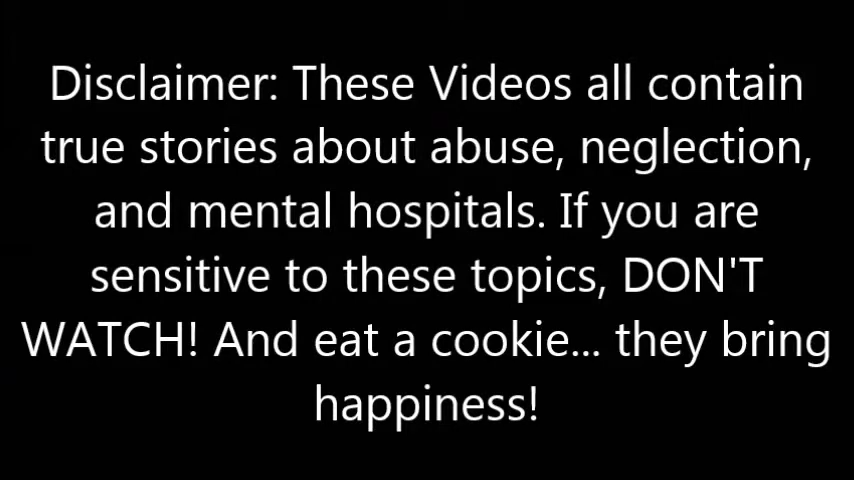 Disclaimer: These Videos all contain
true stories about abuse, neglection,
and mental hospitals. If you are
sensitive to these topics, DON'T
WATCH! And eat a cookie... they bring
happiness!